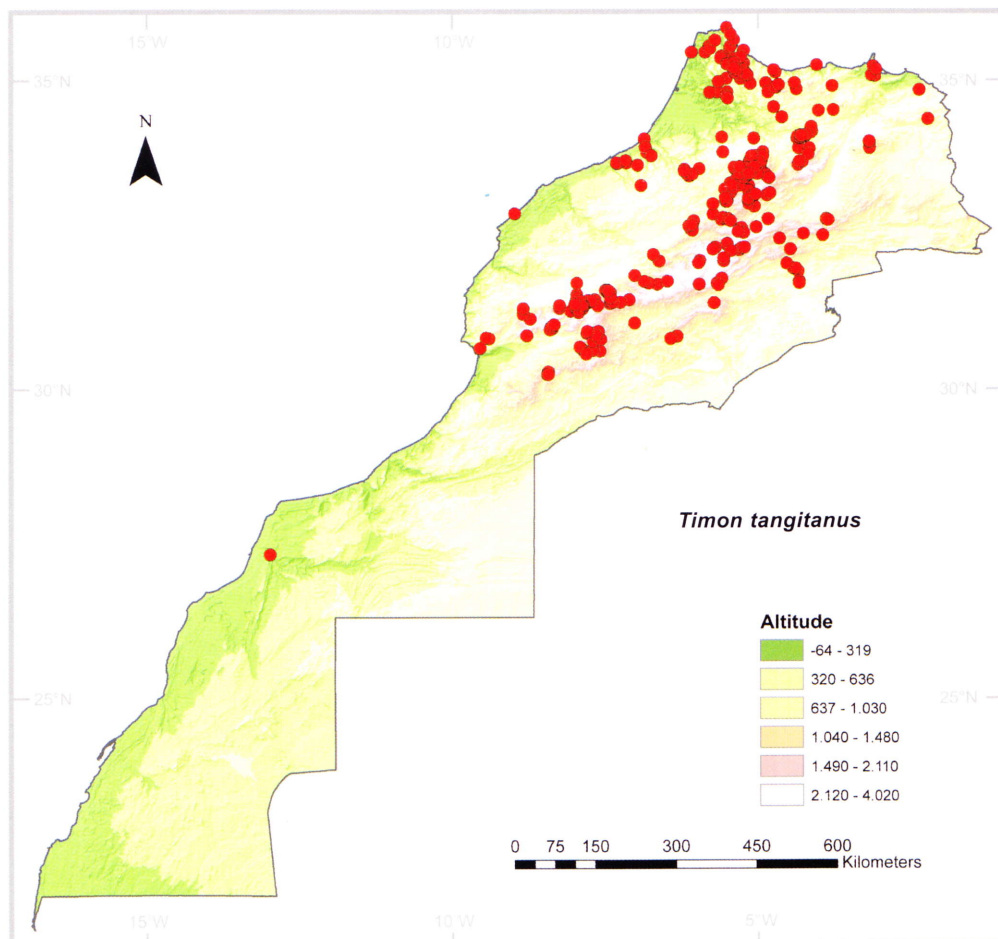 15°W
10°W
5°W
35°N
35°N
N
30°N
30°N
Timon tangitanus
Altitude
-64 - 319
320 - 636
637 - 1.030
1.040 - 1.480
1.490 - 2.110
2.120 - 4.020
25°N
25°N
0 75 150 300 450 600
Kilometers
15°W
10°W
5°W